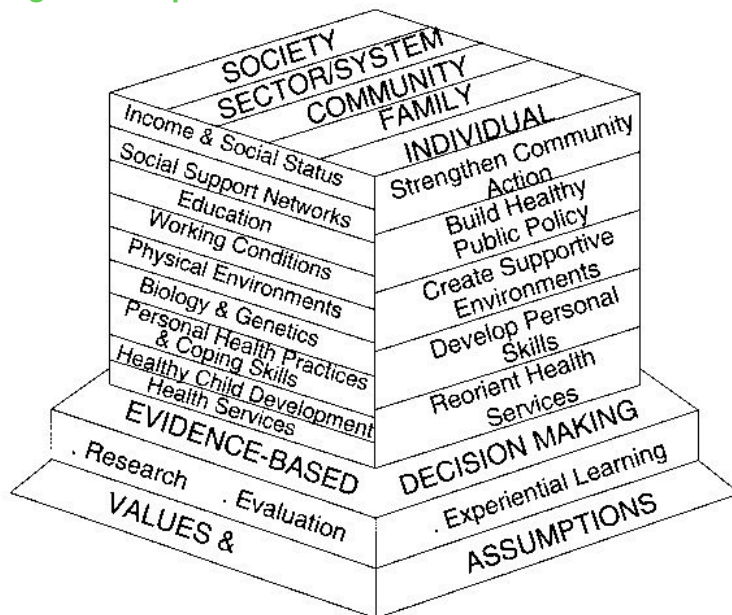 SOCIETY
SECTOR/SYSTEM
COMMUNITY
FAMILY
INDIVIDUAL
Income & Social Status
Social Support Networks
Education
Working Conditions
Physical Environments
Biology & Genetics
Personal Health Practices
& Coping Skills
Healthy Child Development
Health Services
Strengthen Community
Action
Build Healthy
Public Policy
Create Supportive
Environments
Develop Personal
Skills
Reorient Health
Services
EVIDENCE-BASED
DECISION MAKING
. Research
. Evaluation
. Experiential Learning
VALUES &
ASSUMPTIONS